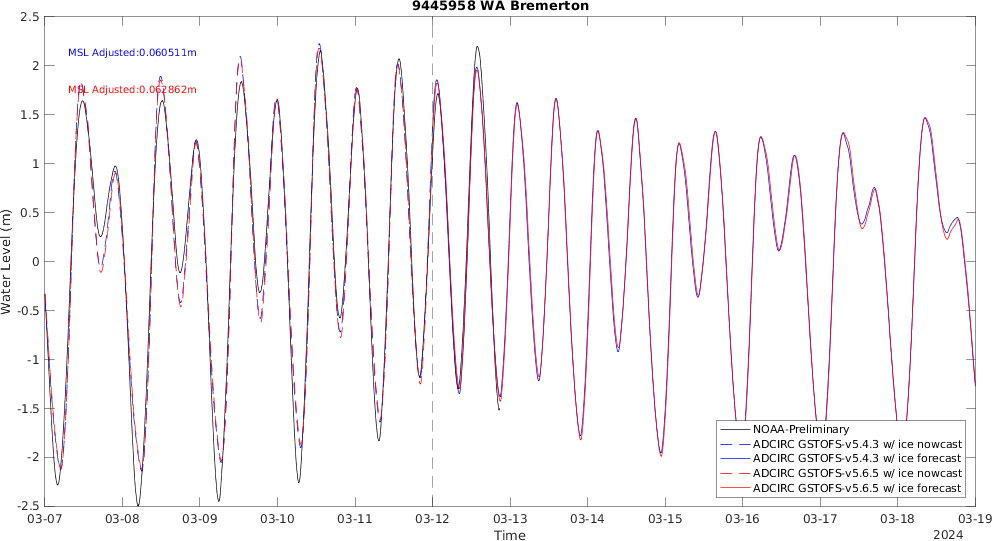 9445958 WA Bremerton
2.5
2
1.5
1
0.5
0
-0.5
-1
-1.5
-2
-2.5
Water Level (m)
MSL Adjusted:0.060511m
MSL Adjusted:0.062862m
NOAA-Preliminary
ADCIRC GSTOFS-v5.4.3 w/ ice nowcast
ADCIRC GSTOFS-v5.4.3 w/ ice forecast
ADCIRC GSTOFS-v5.6.5 w/ ice nowcast
ADCIRC GSTOFS-v5.6.5 w/ ice forecast
03-07 03-08 03-09 03-10 03-11 03-12 03-13 03-14 03-15 03-16 03-17 03-18 03-19
Time
2024